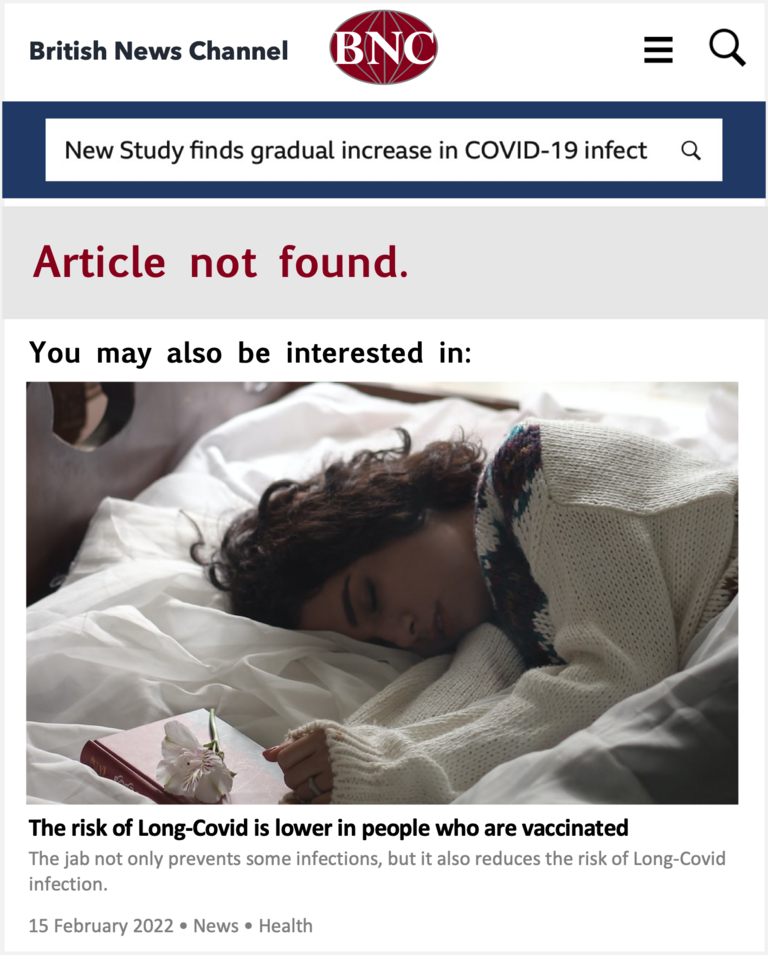 British News Channel BNC
New Study finds gradual increase in COVID-19 infect
Article not found.
You may also be interested in:
The risk of Long-Covid is lower in people who are vaccinated
The jab not only prevents some infections, but it also reduces the risk of Long-Covid
infection.
15 February 2022 • News • Health